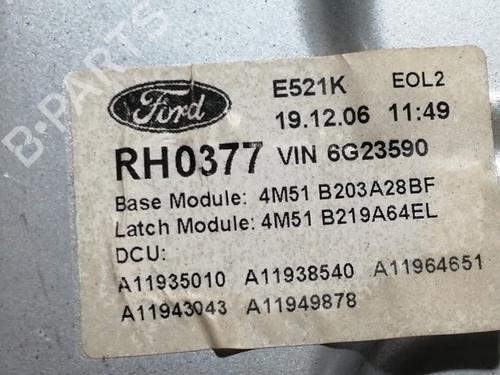 B-PARTS
Ford
E521K EOL2
19.12.06 11:49
RH0377 VIN 6G23590
Base Module: 4M51 B203A28BF
Latch Module: 4M51 B219A64EL
DCU:
A11935010 A11938540 A11964651
A11943043 A11949878